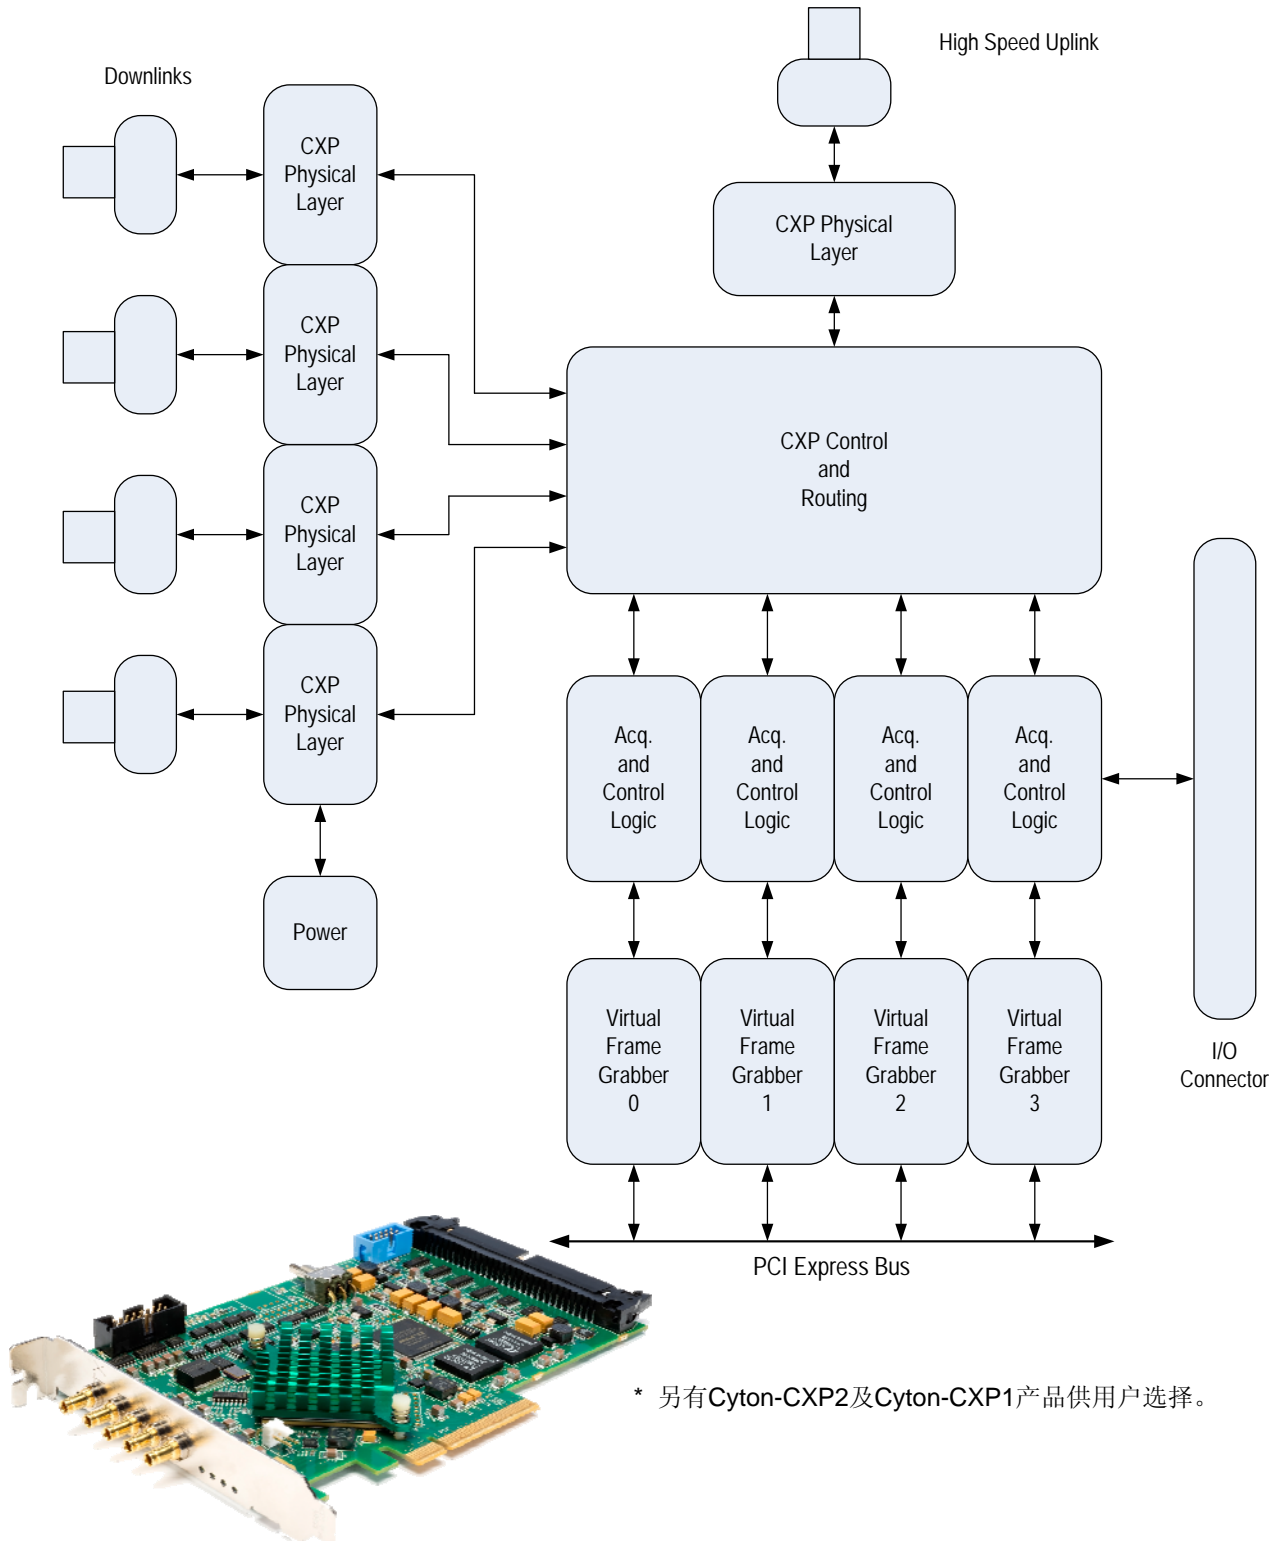 High Speed Uplink
Downlinks
CXP
Physical
Layer
CXP Physical
Layer
CXP
Physical
Layer
CXP Control
and
Routing
CXP
Physical
Layer
CXP
Physical
Layer
Acq.
and
Control
Logic
Acq.
and
Control
Logic
Acq.
and
Control
Logic
Acq.
and
Control
Logic
Power
Virtual
Frame
Grabber
0
Virtual
Frame
Grabber
1
Virtual
Frame
Grabber
2
Virtual
Frame
Grabber
3
I/O
Connector
PCI Express Bus
* 另有Cyton-CXP2及Cyton-CXP1产品供用户选择。